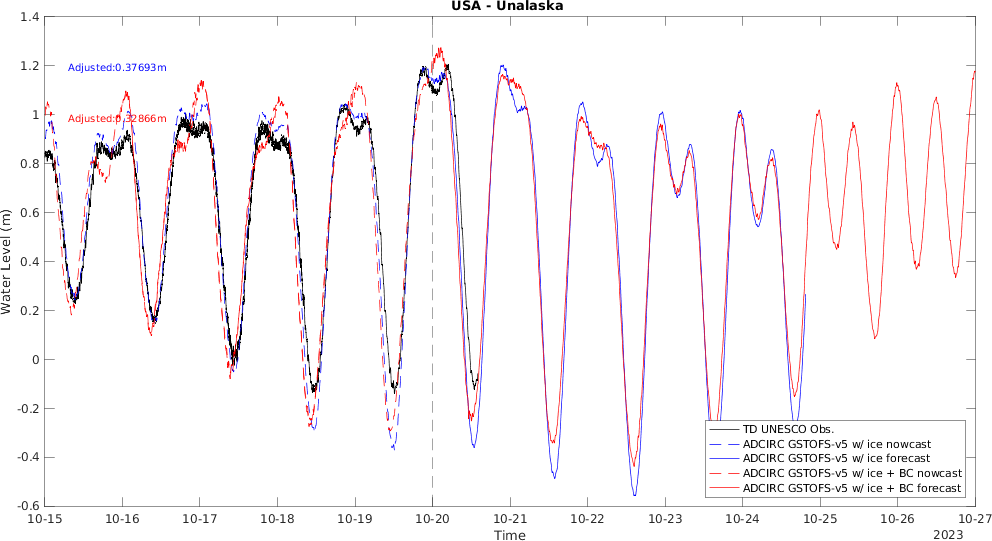 USA - Unalaska
1.4
1.2
1
0.8
0.6
0.4
0.2
0
-0.2
-0.4
-0.6
Water Level (m)
Adjusted:0.37693m
Adjusted:0.32866m
TD UNESCO Obs.
ADCIRC GSTOFS-v5 w/ ice nowcast
ADCIRC GSTOFS-v5 w/ ice forecast
ADCIRC GSTOFS-v5 w/ ice + BC nowcast
ADCIRC GSTOFS-v5 w/ ice + BC forecast
10-15 10-16 10-17 10-18 10-19 10-20 10-21 10-22 10-23 10-24 10-25 10-26 10-27
Time
2023